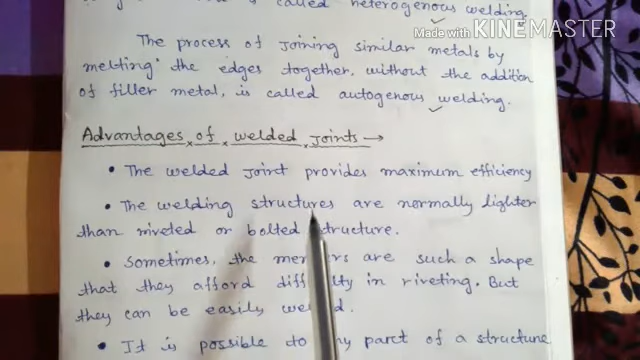 is called heterogenous welding.
Made with KINEMASTER
The process of joining similar metals by
melting the edges together, without the addition
of filler metal, is called autogenous welding.
Advantages of welded joints →
• The welded joint provides maximum efficiency
• The welding structures are normally lighter
than riveted or bolted structure.
• Sometimes, the are such a shape
that they afford in riveting. But
they can be easily
• It is possible to part of a structure